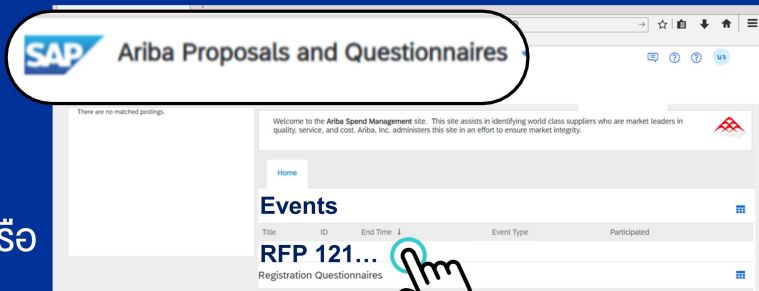 SAP Ariba Proposals and Questionnaires
บจ
There are no matched postings.
Welcome to the Ariba Spend Management site. This site assists in identifying world class suppliers who are market leaders in
quality, service, and cost. Ariba, Inc. administers this site in an effort to ensure market integrity.
Home
Events
Title ID End Time ↓ Event Type Participated
RFP 121...
Registration Questionnaires